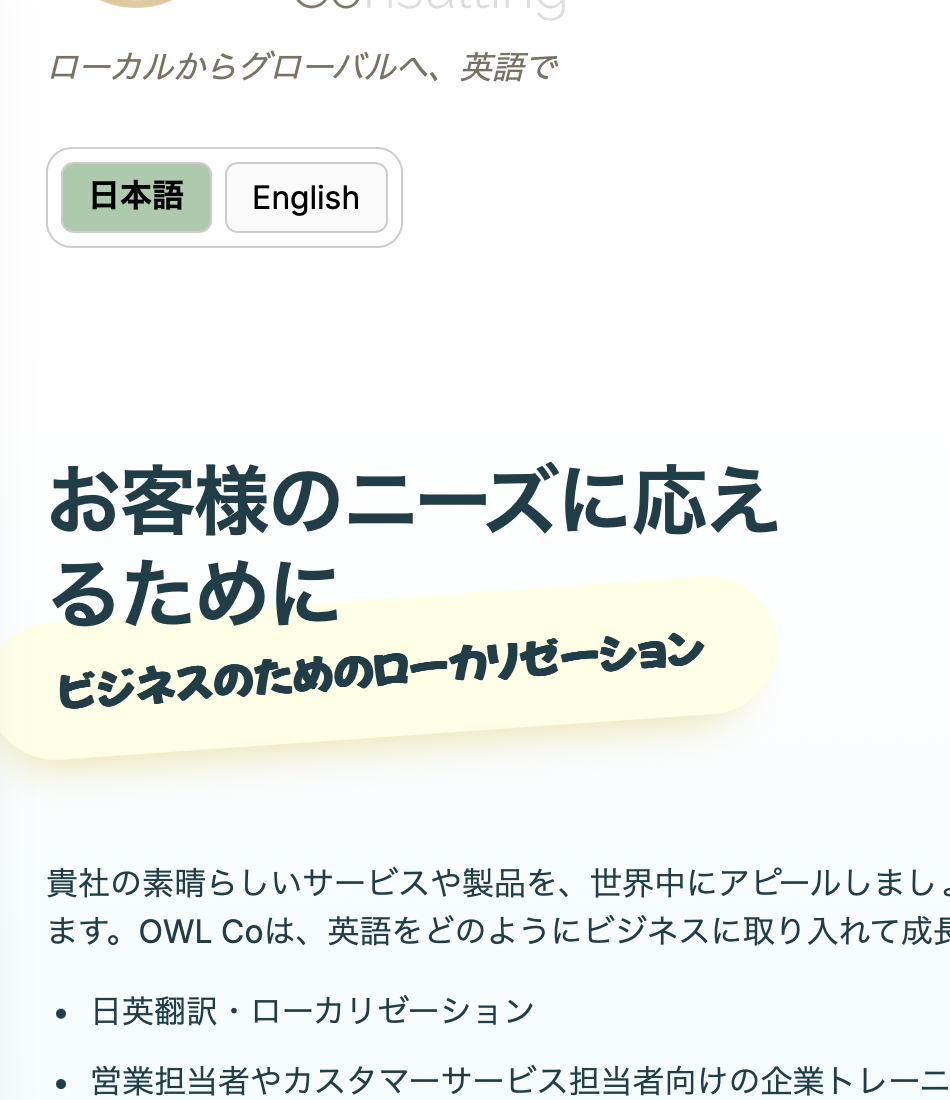 Consulting
ローカルからグローバルへ、英語で
日本語
English
お客様のニーズに応え
るために
ビジネスのためのローカリゼーション
貴社の素晴らしいサービスや製品を、世界中にアピールしまし
ます。OWL Coは、英語をどのようにビジネスに取り入れて成長
日英翻訳・ローカリゼーション
営業担当者やカスタマーサービス担当者向けの企業トレーニ